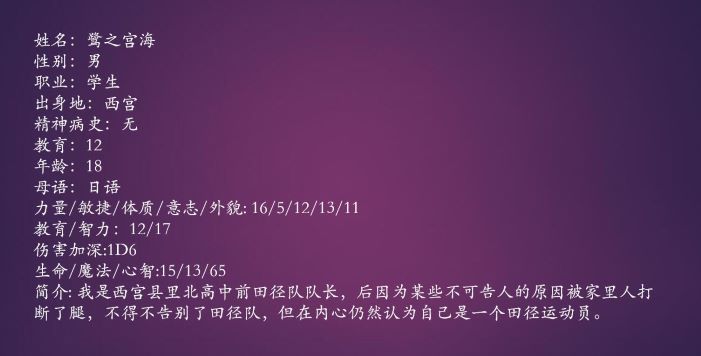 姓名：鹭之宫海
性别：男
职业：学生
出身地：西宫
精神病史：无
教育：12
年龄：18
母语：日语
力量/敏捷/体质/意志/外貌: 16/5/12/13/11
教育/智力：12/17
伤害加深:1D6
生命/魔法/心智:15/13/65
简介: 我是西宫县里北高中前田径队队长，后因为某些不可告人的原因被家里人打
断了腿，不得不告别了田径队，但在内心仍然认为自己是一个田径运动员。